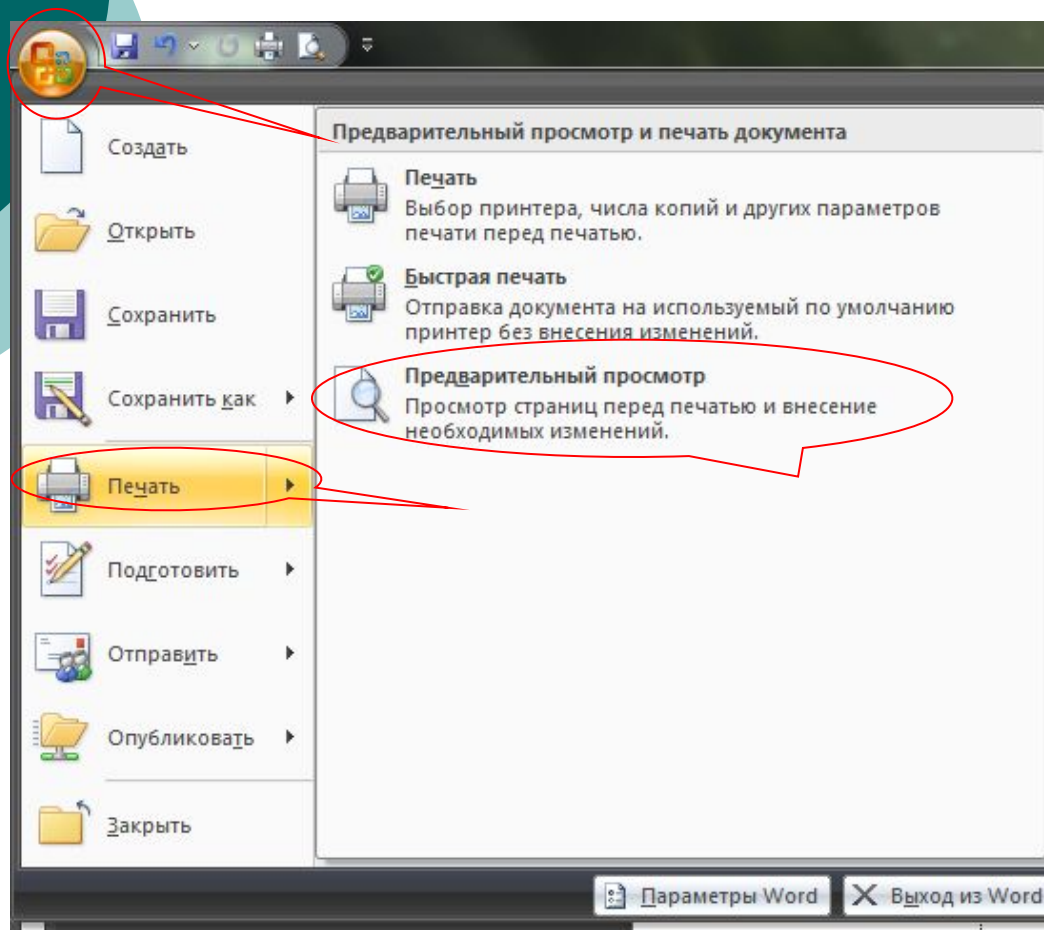 Создать
Открыть
Сохранить
Сохранить как
Печать
Подготовить
Отправить
Опубликовать
Закрыть
Предварительный просмотр и печать документа
Печать
Выбор принтера, числа копий и других параметров
печати перед печатью.
Быстрая печать
Отправка документа на используемый по умолчанию
принтер без внесения изменений.
Предварительный просмотр
Просмотр страниц перед печатью и внесение
необходимых изменений.
Параметры Word
Выход из Word